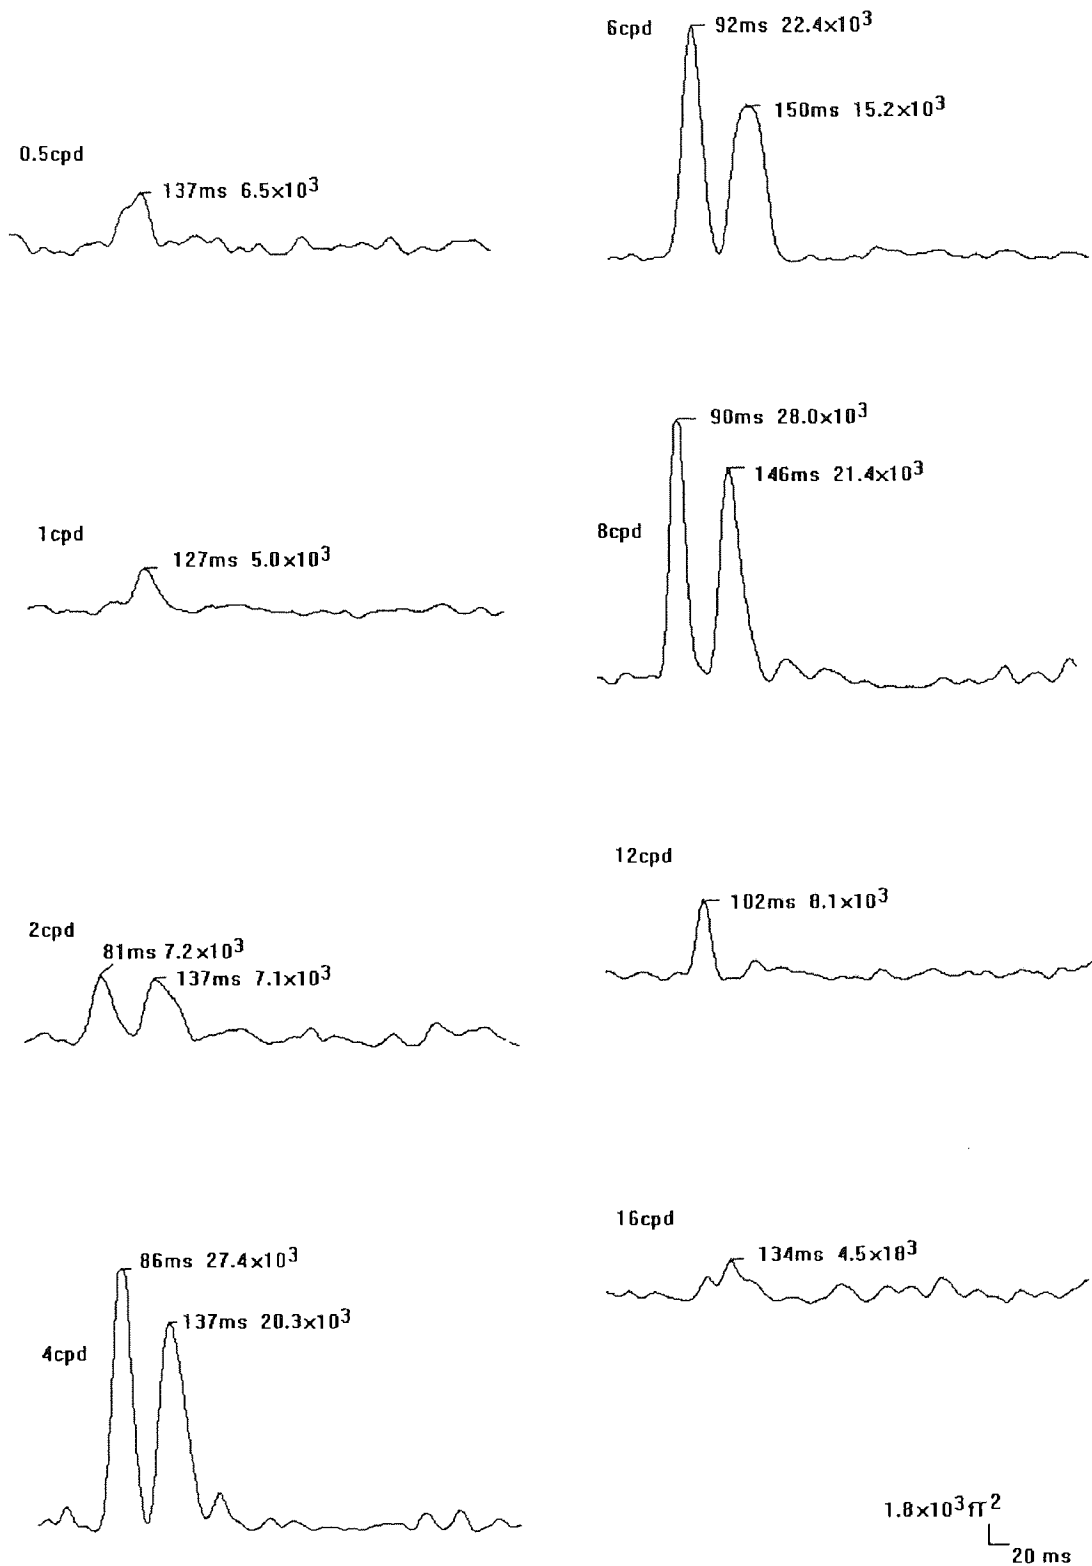 0.5cpd
137ms 6.5×10³
1cpd
127ms 5.0×10³
2cpd
81ms 7.2×10³
137ms 7.1×10³
86ms 27.4×10³
137ms 20.3×10³
4cpd
6cpd
92ms 22.4×10³
150ms 15.2×10³
90ms 28.0×10³
146ms 21.4×10³
8cpd
12cpd
102ms 8.1×10³
16cpd
134ms 4.5×18³
1.8×10³fT²
20 ms